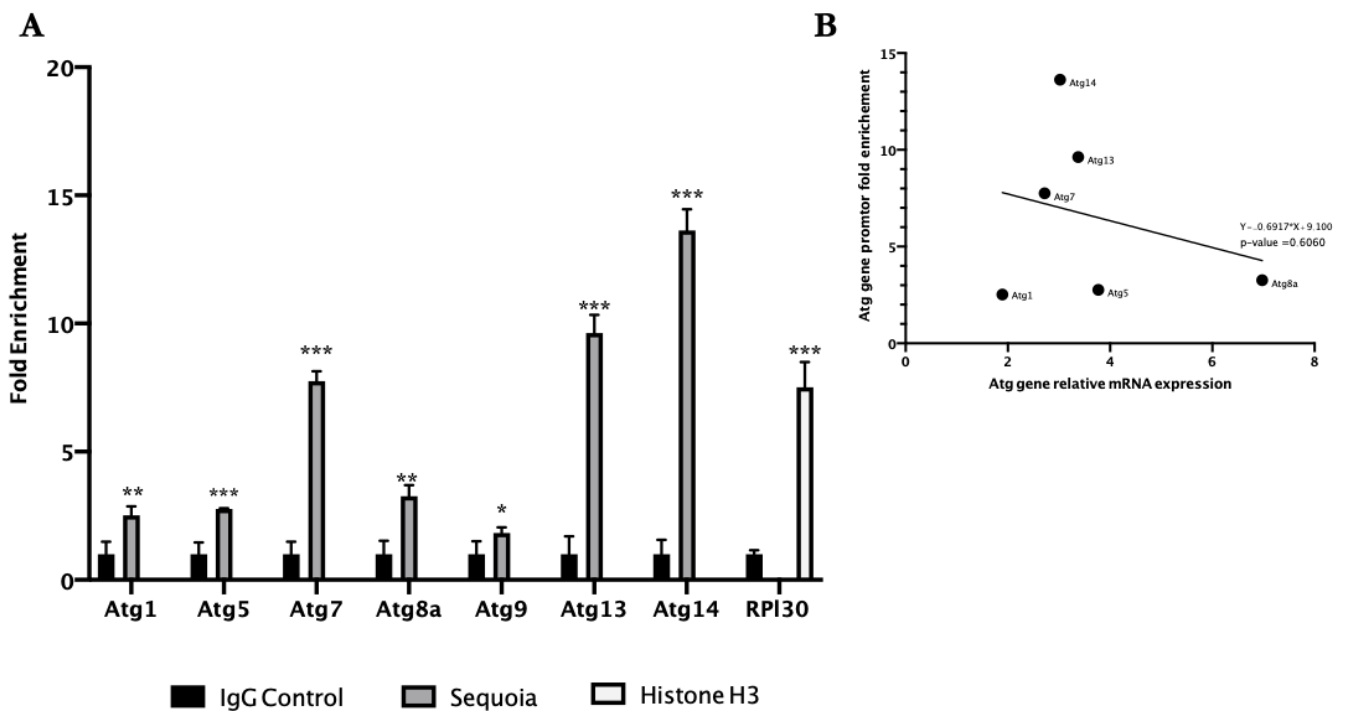 A
20
15
10
5
0
Fold Enrichment
**
***
***
**
*
***
***
***
Atg1 Atg5 Atg7 Atg8a Atg9 Atg13 Atg14 RPl30
IgG Control Sequoia Histone H3
B
15
10
5
0
Atg gene promtor fold enrichement
Atg14
Atg13
Atg7
Atg1
Atg5
Atg8a
Y-..0.6917*X+9.100
p-value =0.6060
0 2 4 6 8
Atg gene relative mRNA expression